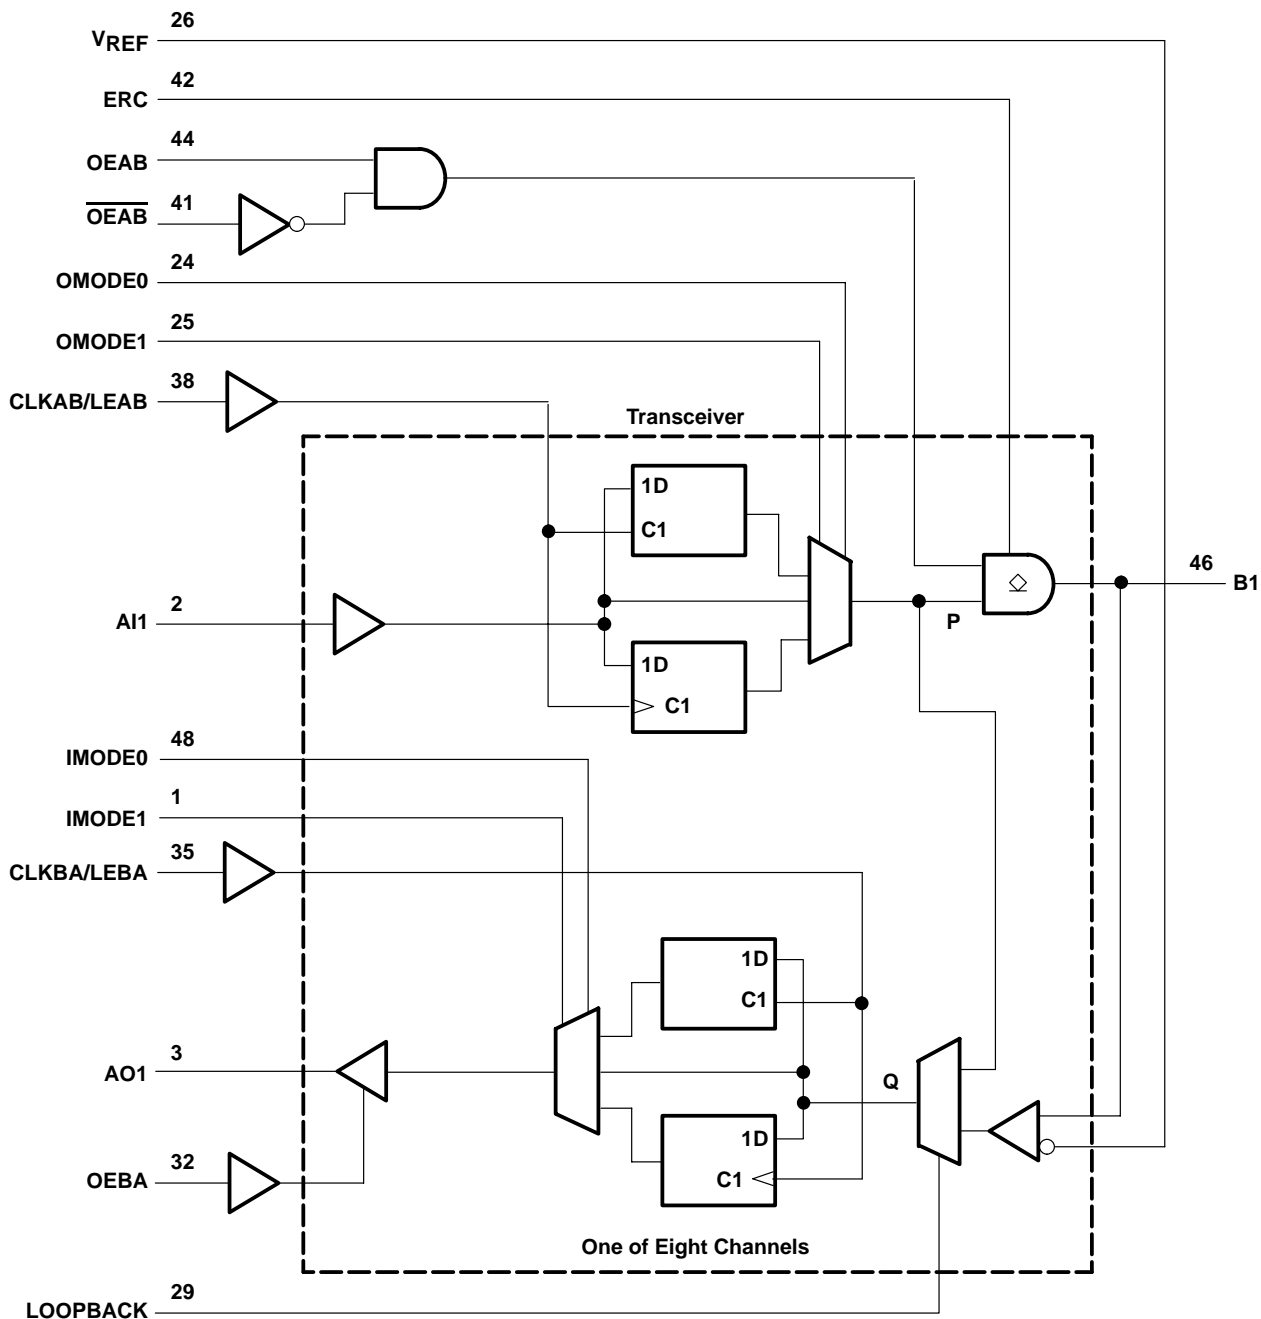 26
VREF
42
ERC
44
OEAB
41
OEAB
24
OMODE0
25
OMODE1
38
CLKAB/LEAB
Transceiver
1D
C1
46
B1
2
AI1
P
1D
C1
48
IMODE0
1
IMODE1
35
CLKBA/LEBA
1D
C1
3
AO1
Q
1D
C1
32
OEBA
One of Eight Channels
29
LOOPBACK